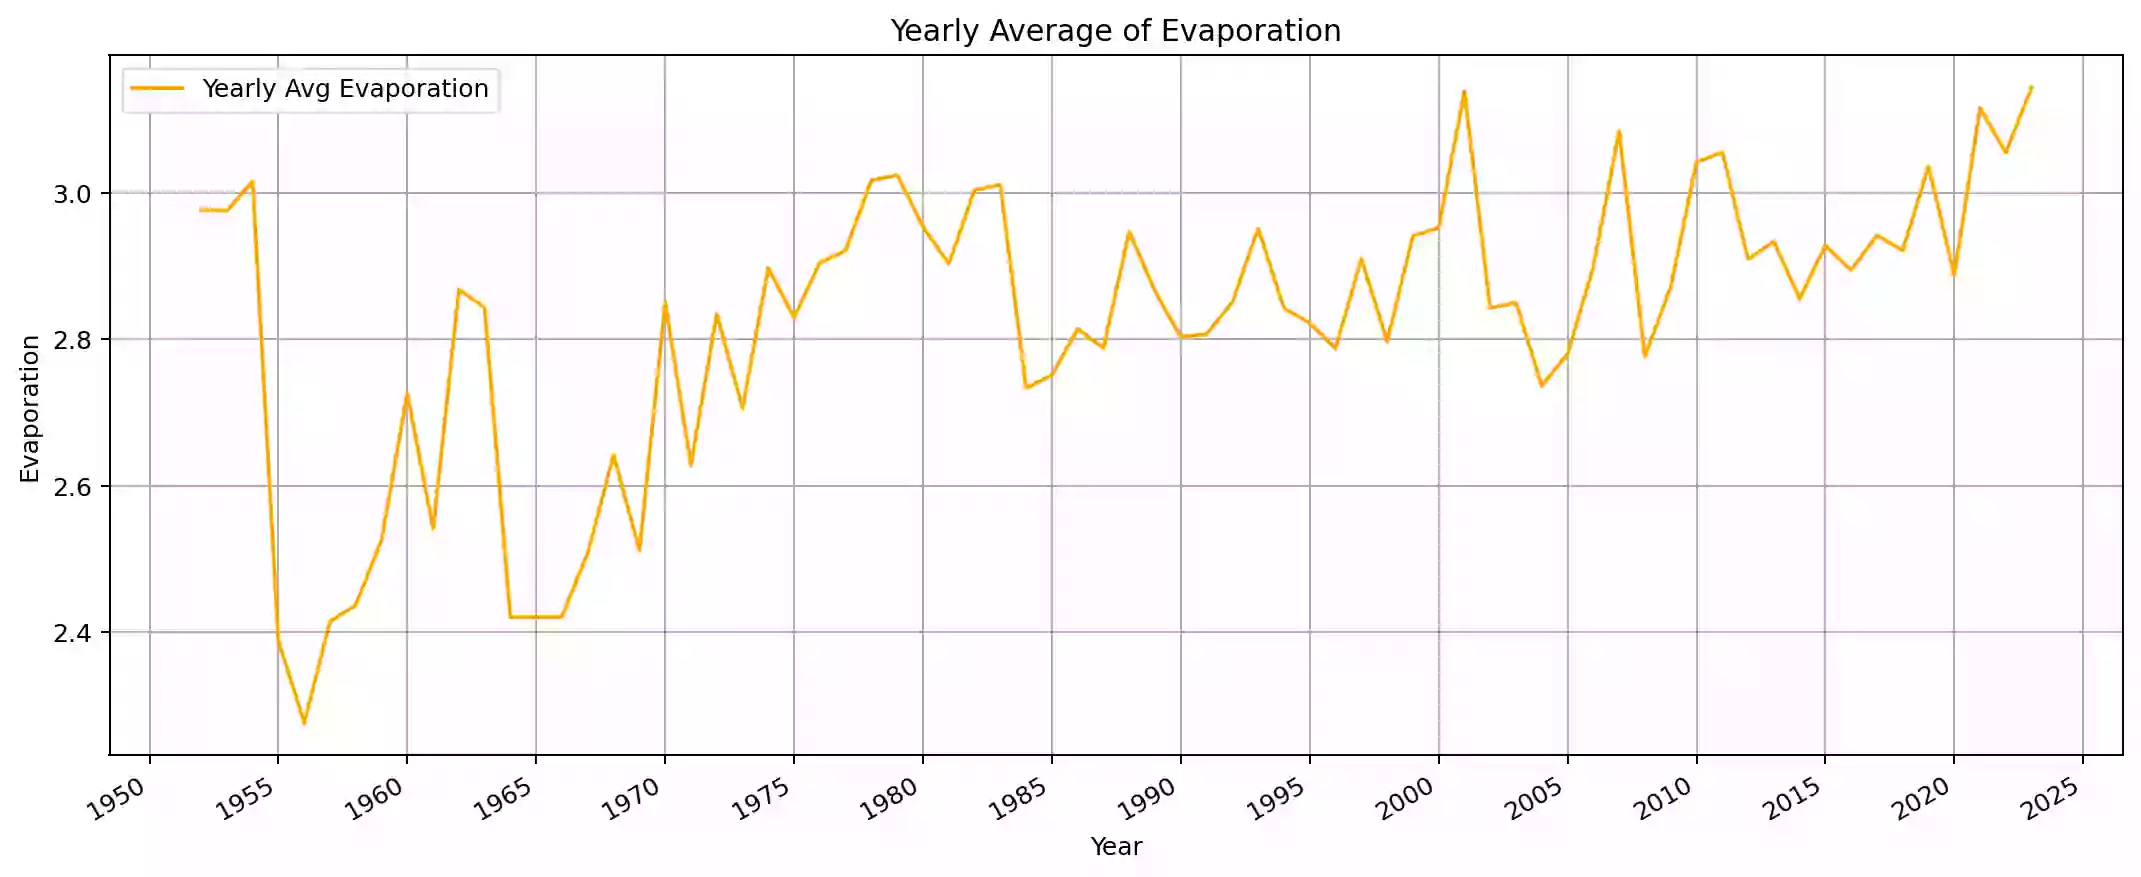 Yearly Average of Evaporation
Yearly Avg Evaporation
3.0
2.8
2.6
2.4
Evaporation
1950 1955 1960 1965 1970 1975 1980 1985 1990 1995 2000 2005 2010 2015 2020 2025
Year